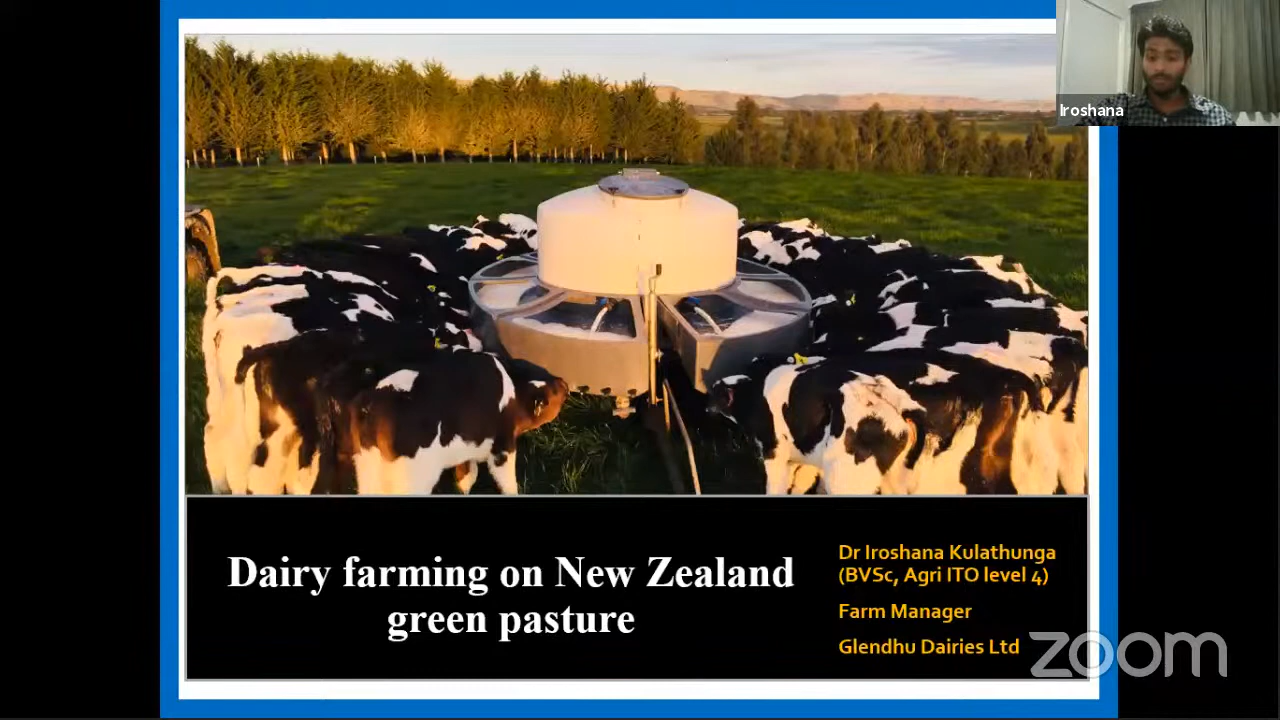 Iroshana
Dairy farming on New Zealand
green pasture
Dr Iroshana Kulathunga
(BVSc, Agri ITO level 4)
Farm Manager
Glendhu Dairies Ltd
zoom